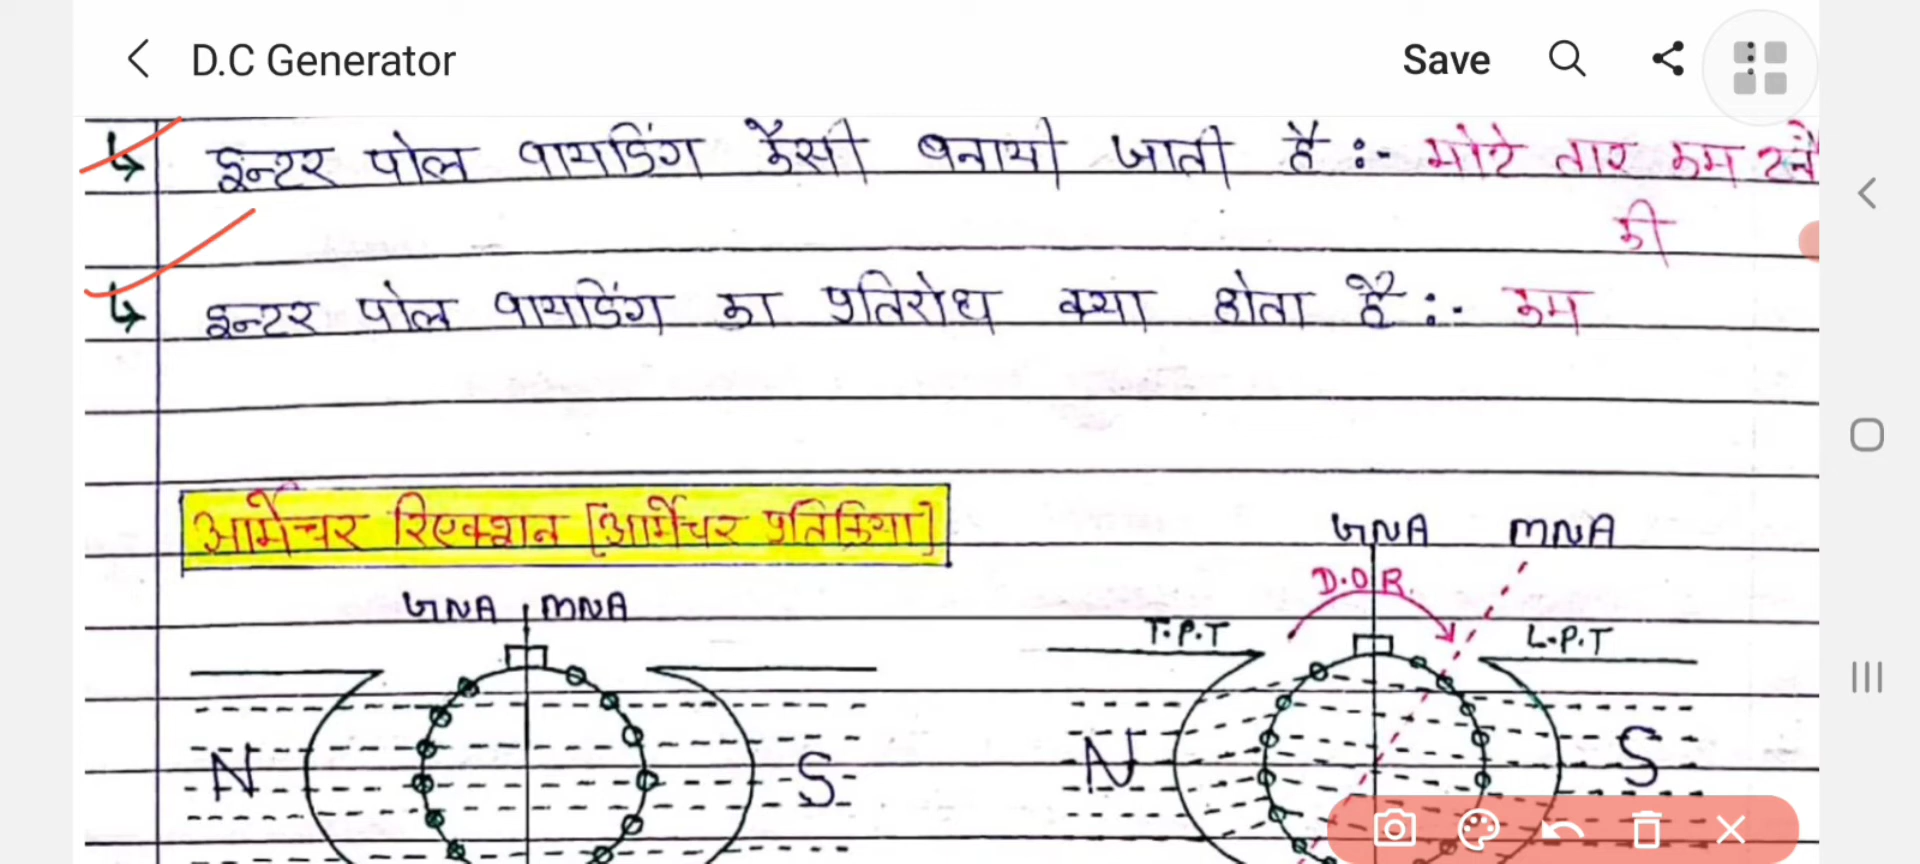 D.C Generator
Save
इन्टर पोल वायडिंग कैसी बनायी जाती है :- मोटे तार कम टर्न
की
इन्टर पोल वायडिंग का प्रतिरोध क्या होता है :- कम
आर्मेचर रिएक्शन [आर्मेचर प्रतिक्रिया]
GNA MNA
GNA MNA
D.O.R.
T.P.T L.P.T
N S
N S